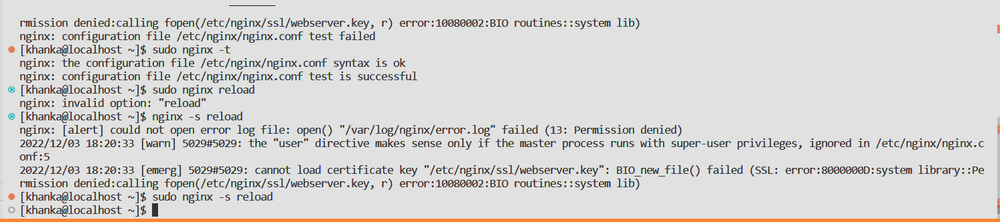 rmission denied:calling fopen(/etc/nginx/ssl/webserver.key, r) error:10080002:BIO routines::system lib)
nginx: configuration file /etc/nginx/nginx.conf test failed
[khanka@localhost ~]$ sudo nginx -t
nginx: the configuration file /etc/nginx/nginx.conf syntax is ok
nginx: configuration file /etc/nginx/nginx.conf test is successful
[khanka@localhost ~]$ sudo nginx reload
nginx: invalid option: "reload"
[khanka@localhost ~]$ nginx -s reload
nginx: [alert] could not open error log file: open() "/var/log/nginx/error.log" failed (13: Permission denied)
2022/12/03 18:20:33 [warn] 5029#5029: the "user" directive makes sense only if the master process runs with super-user privileges, ignored in /etc/nginx/nginx.c
onf:5
2022/12/03 18:20:33 [emerg] 5029#5029: cannot load certificate key "/etc/nginx/ssl/webserver.key": BIO_new_file() failed (SSL: error:8000000D:system library::Pe
rmission denied:calling fopen(/etc/nginx/ssl/webserver.key, r) error:10080002:BIO routines::system lib)
[khanka@localhost ~]$ sudo nginx -s reload
[khanka@localhost ~]$